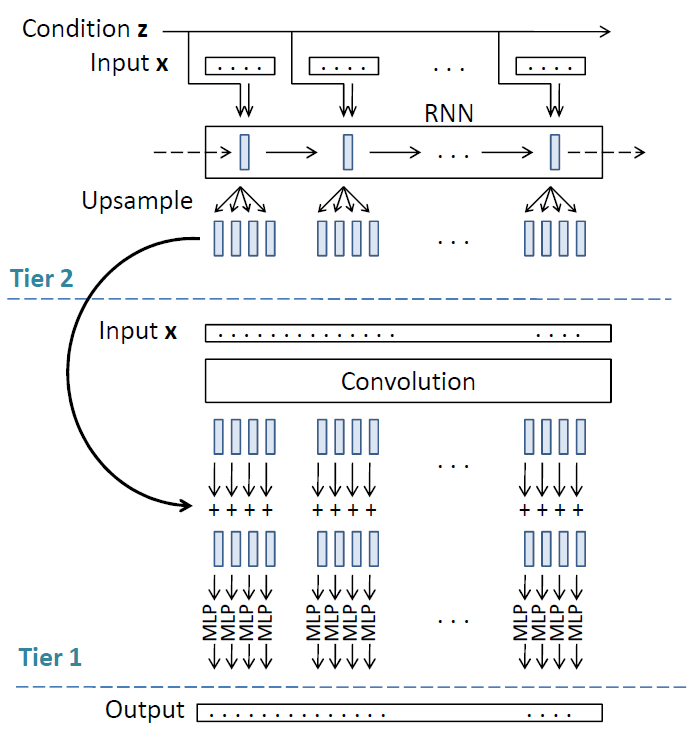 Condition z
Input x
. . . .   . . . .   . . .   . . . .
RNN
. . .
Upsample
. . .
Tier 2
Input x
. . . . . . . . . . . . . .   . . . .
Convolution
. . .
+ + + +   + + + +   + + + +
MLP MLP MLP MLP   MLP MLP MLP MLP   . . .   MLP MLP MLP MLP
Tier 1
Output
. . . . . . . . . . . . . .   . . . .